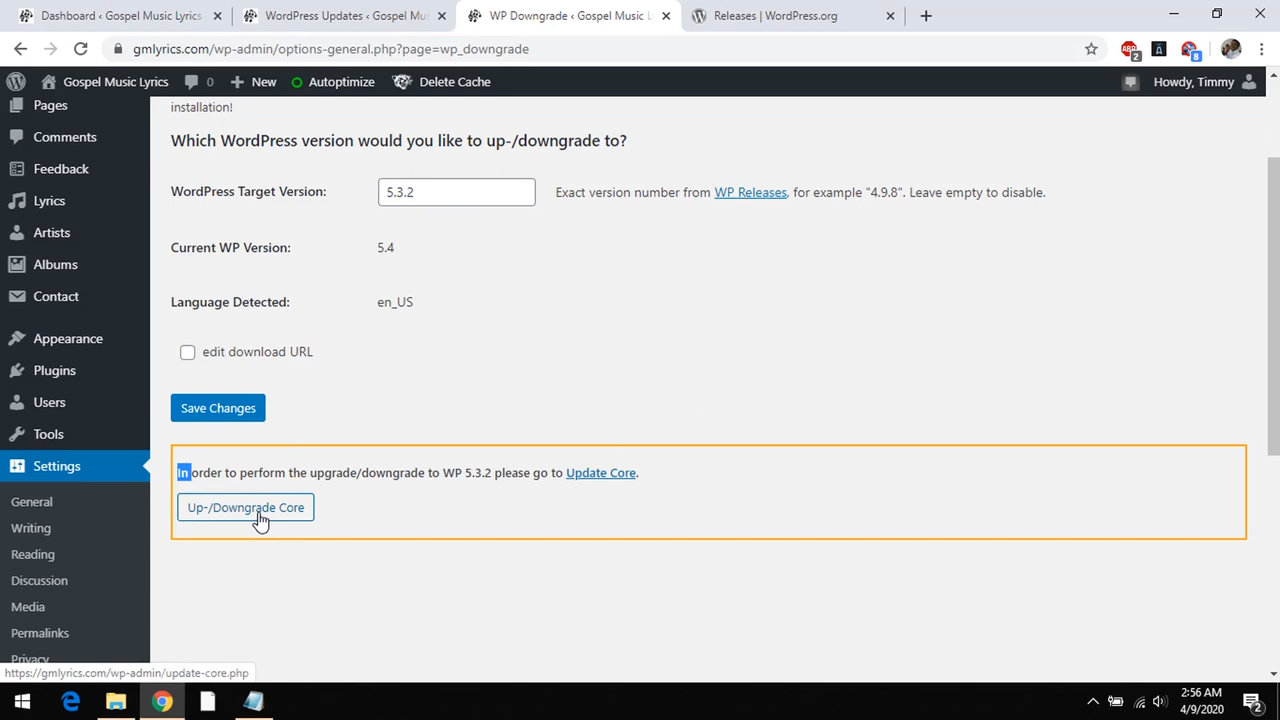 Dashboard ‹ Gospel Music Lyrics
WordPress Updates ‹ Gospel Mu
WP Downgrade ‹ Gospel Music L
Releases | WordPress.org
gmlyrics.com/wp-admin/options-general.php?page=wp_downgrade
2
8
Gospel Music Lyrics
0
New
Autoptimize
Delete Cache
Howdy, Timmy
Pages
Comments
Feedback
Lyrics
Artists
Albums
Contact
Appearance
Plugins
Users
Tools
Settings
General
Writing
Reading
Discussion
Media
Permalinks
Privacy
installation!
Which WordPress version would you like to up-/downgrade to?
WordPress Target Version:
5.3.2
Exact version number from WP Releases, for example "4.9.8". Leave empty to disable.
Current WP Version:
5.4
Language Detected:
en_US
edit download URL
Save Changes
In order to perform the upgrade/downgrade to WP 5.3.2 please go to Update Core.
Up-/Downgrade Core
https://gmlyrics.com/wp-admin/update-core.php
2:56 AM
4/9/2020
2